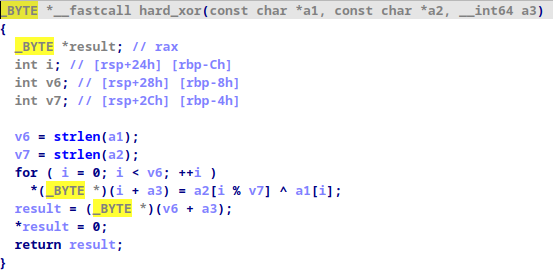 _BYTE *__fastcall hard_xor(const char *a1, const char *a2, __int64 a3)
{
  _BYTE *result; // rax
  int i; // [rsp+24h] [rbp-Ch]
  int v6; // [rsp+28h] [rbp-8h]
  int v7; // [rsp+2Ch] [rbp-4h]

  v6 = strlen(a1);
  v7 = strlen(a2);
  for ( i = 0; i < v6; ++i )
    *(_BYTE *)(i + a3) = a2[i % v7] ^ a1[i];
  result = (_BYTE *)(v6 + a3);
  *result = 0;
  return result;
}